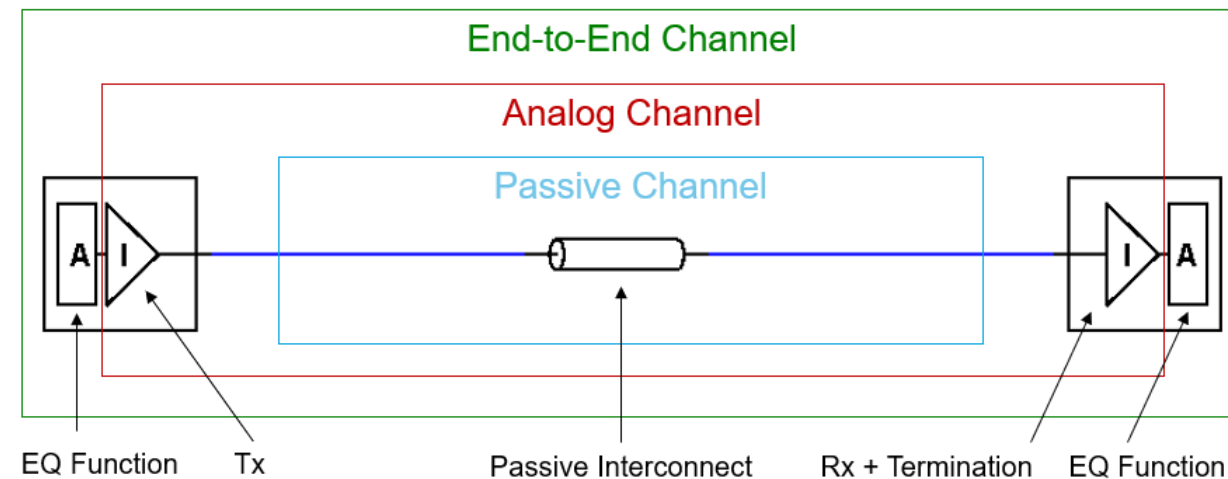 End-to-End Channel
Analog Channel
Passive Channel
A I I A
EQ Function Tx Passive Interconnect Rx + Termination EQ Function